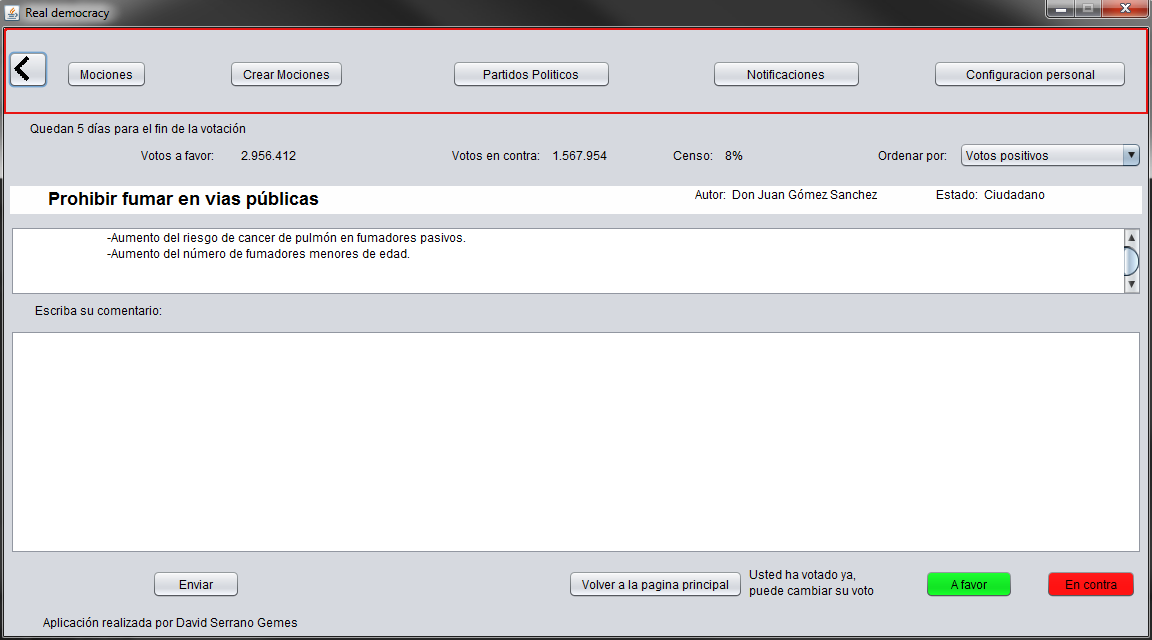 Real democracy
Mociones
Crear Mociones
Partidos Politicos
Notificaciones
Configuracion personal
Quedan 5 días para el fin de la votación
Votos a favor: 2.956.412
Votos en contra: 1.567.954
Censo: 8%
Ordenar por: Votos positivos
Prohibir fumar en vias públicas
Autor: Don Juan Gómez Sanchez
Estado: Ciudadano
-Aumento del riesgo de cancer de pulmón en fumadores pasivos.
-Aumento del número de fumadores menores de edad.
Escriba su comentario:
Enviar
Volver a la pagina principal
Usted ha votado ya,
puede cambiar su voto
A favor
En contra
Aplicación realizada por David Serrano Gemes